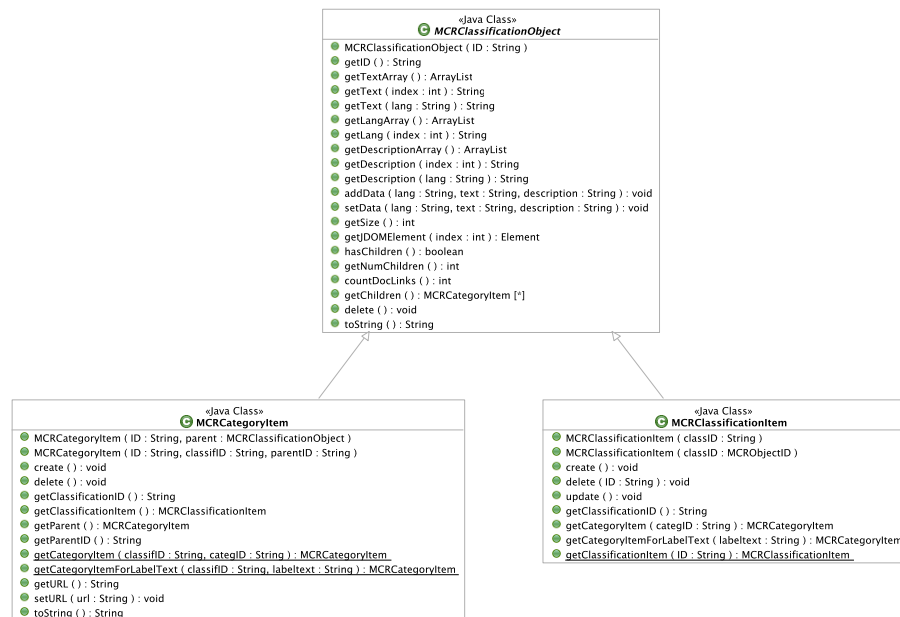 «Java Class»
C MCRClassificationObject
MCRClassificationObject ( ID : String )
getID ( ) : String
getTextArray ( ) : ArrayList
getText ( index : int ) : String
getText ( lang : String ) : String
getLangArray ( ) : ArrayList
getLang ( index : int ) : String
getDescriptionArray ( ) : ArrayList
getDescription ( index : int ) : String
getDescription ( lang : String ) : String
addData ( lang : String, text : String, description : String ) : void
setData ( lang : String, text : String, description : String ) : void
getSize ( ) : int
getJDOMElement ( index : int ) : Element
hasChildren ( ) : boolean
getNumChildren ( ) : int
countDocLinks ( ) : int
getChildren ( ) : MCRCategoryItem [*]
delete ( ) : void
toString ( ) : String
«Java Class»
C MCRCategoryItem
MCRCategoryItem ( ID : String, parent : MCRClassificationObject )
MCRCategoryItem ( ID : String, classifID : String, parentID : String )
create ( ) : void
delete ( ) : void
getClassificationID ( ) : String
getClassificationItem ( ) : MCRClassificationItem
getParent ( ) : MCRCategoryItem
getParentID ( ) : String
getCategoryItem ( classifID : String, categID : String ) : MCRCategoryItem
getCategoryItemForLabelText ( classifID : String, labeltext : String ) : MCRCategoryItem
getURL ( ) : String
setURL ( url : String ) : void
toString ( ) : String
«Java Class»
C MCRClassificationItem
MCRClassificationItem ( classID : String )
MCRClassificationItem ( classID : MCRObjectID )
create ( ) : void
delete ( ID : String ) : void
update ( ) : void
getClassificationID ( ) : String
getCategoryItem ( categID : String ) : MCRCategoryItem
getCategoryItemForLabelText ( labeltext : String ) : MCRCategoryItem
getClassificationItem ( ID : String ) : MCRClassificationItem